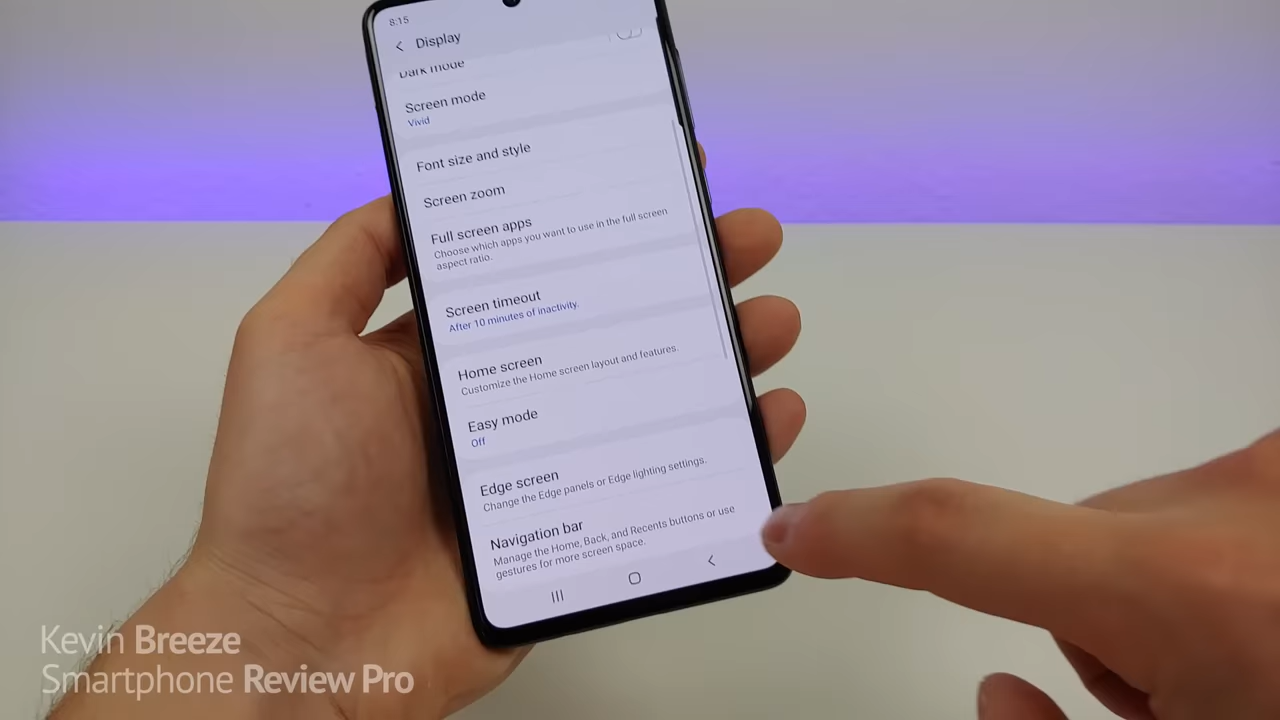 8:15
Display
Dark mode
Screen mode
Vivid
Font size and style
Screen zoom
Full screen apps
Choose which apps you want to use in the full screen
aspect ratio.
Screen timeout
After 10 minutes of inactivity.
Home screen
Customize the Home screen layout and features.
Easy mode
Off
Edge screen
Change the Edge panels or Edge lighting settings.
Navigation bar
Manage the Home, Back, and Recents buttons or use
gestures for more screen space.
Kevin Breeze
Smartphone Review Pro